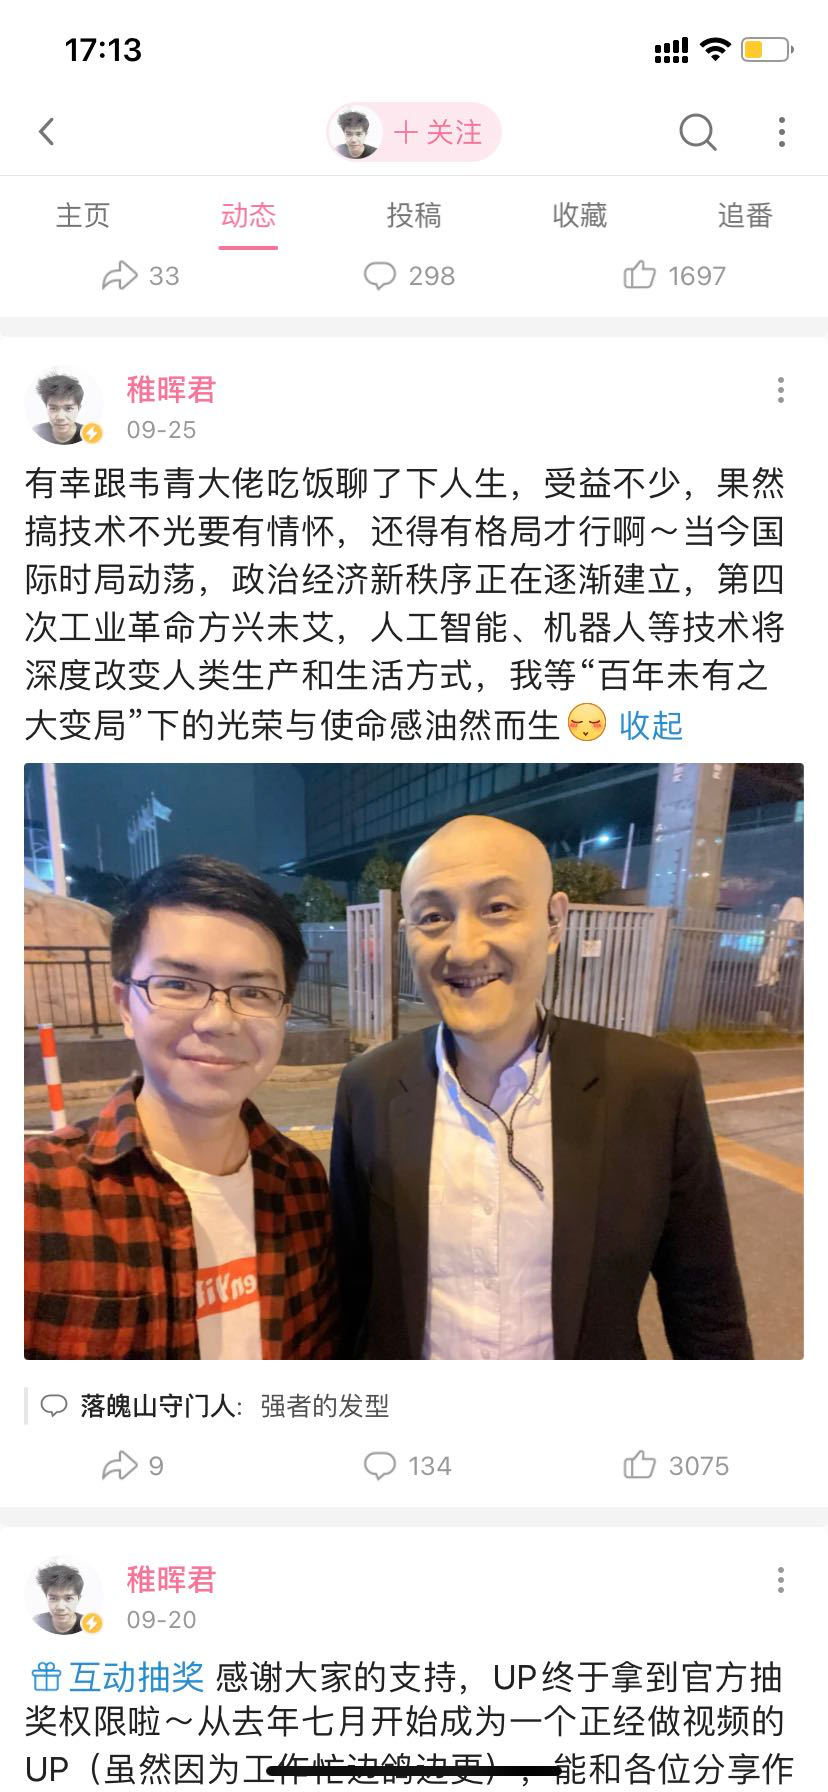 17:13
＋关注
主页 动态 投稿 收藏 追番
33 298 1697
稚晖君
09-25
有幸跟韦青大佬吃饭聊了下人生，受益不少，果然
搞技术不光要有情怀，还得有格局才行啊～当今国
际时局动荡，政治经济新秩序正在逐渐建立，第四
次工业革命方兴未艾，人工智能、机器人等技术将
深度改变人类生产和生活方式，我等“百年未有之
大变局”下的光荣与使命感油然而生 收起
落魄山守门人: 强者的发型
9 134 3075
稚晖君
09-20
互动抽奖 感谢大家的支持，UP终于拿到官方抽
奖权限啦～从去年七月开始成为一个正经做视频的
UP（虽然因为工作忙边鸽边更），能和各位分享作